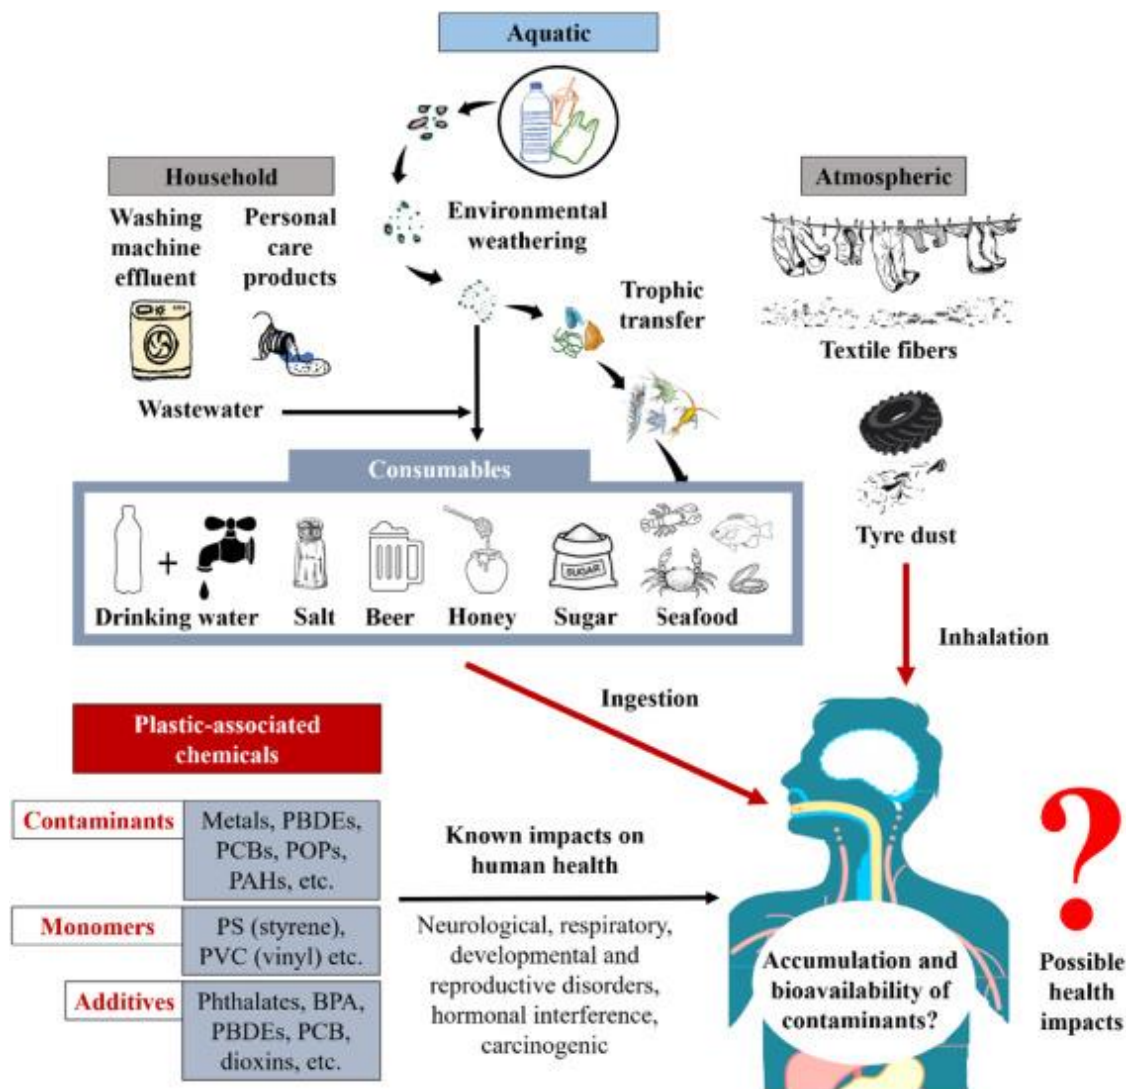 Aquatic
Household
Atmospheric
Washing
machine
effluent
Personal
care
products
Environmental
weathering
Trophic
transfer
Textile fibers
Wastewater
Tyre dust
Consumables
SUGAR
Drinking water
Salt
Beer
Honey
Sugar
Seafood
Inhalation
Ingestion
Plastic-associated
chemicals
Contaminants
Metals, PBDEs,
PCBs, POPs,
PAHs, etc.
Monomers
PS (styrene),
PVC (vinyl) etc.
Additives
Phthalates, BPA,
PBDEs, PCB,
dioxins, etc.
Known impacts on
human health
Neurological, respiratory,
developmental and
reproductive disorders,
hormonal interference,
carcinogenic
Accumulation and
bioavailability of
contaminants?
?
Possible
health
impacts